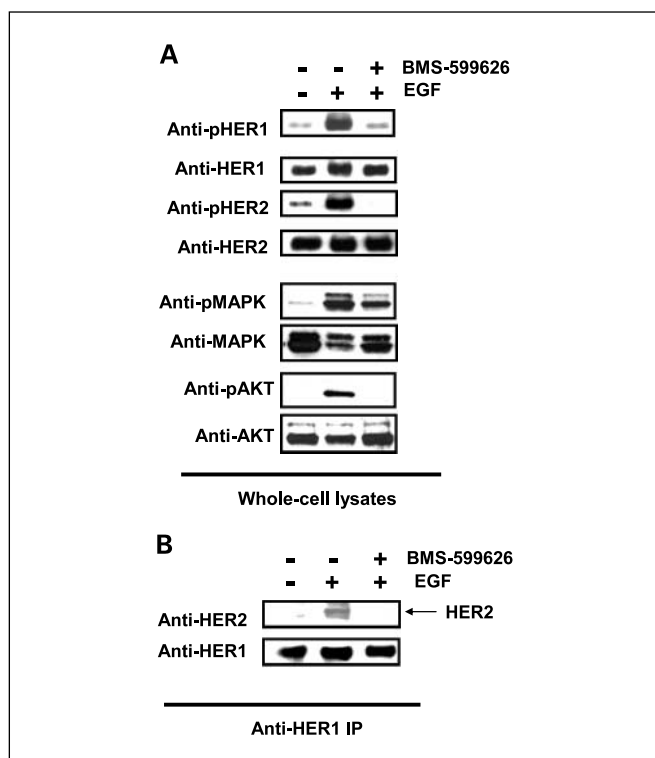 A
- - + BMS-599626
- + + EGF
Anti-pHER1
Anti-HER1
Anti-pHER2
Anti-HER2
Anti-pMAPK
Anti-MAPK
Anti-pAKT
Anti-AKT
Whole-cell lysates
B
- - + BMS-599626
- + + EGF
Anti-HER2 HER2
Anti-HER1
Anti-HER1 IP